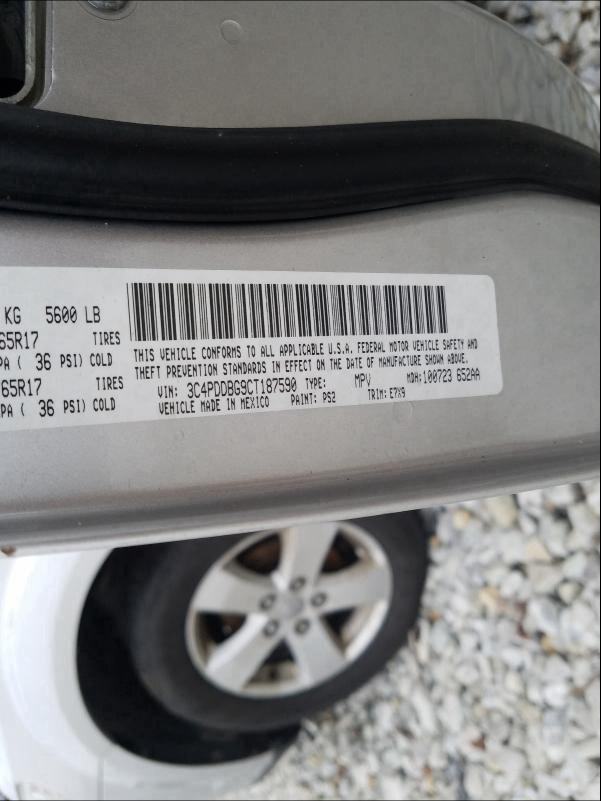 KG 5600 LB
65R17 TIRES
PA ( 36 PSI) COLD
65R17 TIRES
PA ( 36 PSI) COLD
THIS VEHICLE CONFORMS TO ALL APPLICABLE U.S.A. FEDERAL MOTOR VEHICLE SAFETY AND
THEFT PREVENTION STANDARDS IN EFFECT ON THE DATE OF MANUFACTURE SHOWN ABOVE.
VIN: 3C4PDDBG9CT187590 TYPE: MPV MDH: 100723 652AA
VEHICLE MADE IN MEXICO PAINT: PS2 TRIM: E7X9